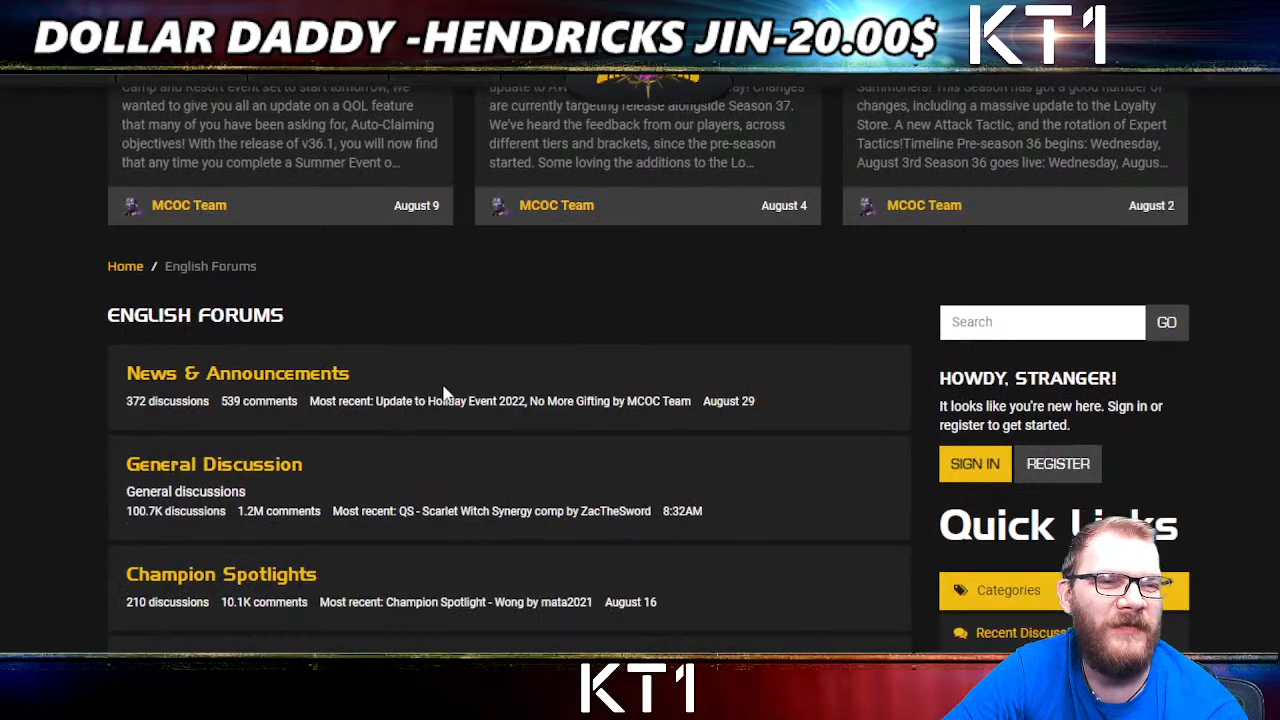 DOLLAR DADDY -HENDRICKS JIN-20.00$
KT1
Camp and Resort event set to start tomorrow, we
wanted to give you all an update on a QOL feature
that many of you have been asking for, Auto-Claiming
objectives! With the release of v36.1, you will now find
that any time you complete a Summer Event o...
MCOC Team
August 9
update to
are currently targeting release alongside Season 37.
We've heard the feedback from our players, across
different tiers and brackets, since the pre-season
started. Some loving the additions to the Lo...
MCOC Team
August 4
Summoners! This Season has got a good number of
changes, including a massive update to the Loyalty
Store. A new Attack Tactic, and the rotation of Expert
Tactics!Timeline Pre-season 36 begins: Wednesday,
August 3rd Season 36 goes live: Wednesday, Augus...
MCOC Team
August 2
Home / English Forums
ENGLISH FORUMS
News & Announcements
372 discussions 539 comments Most recent: Update to Holiday Event 2022, No More Gifting by MCOC Team August 29
General Discussion
General discussions
100.7K discussions 1.2M comments Most recent: QS - Scarlet Witch Synergy comp by ZacTheSword 8:32AM
Champion Spotlights
210 discussions 10.1K comments Most recent: Champion Spotlight - Wong by mata2021 August 16
Search
GO
HOWDY, STRANGER!
It looks like you're new here. Sign in or
register to get started.
SIGN IN
REGISTER
Quick Links
Categories
Recent
KT1